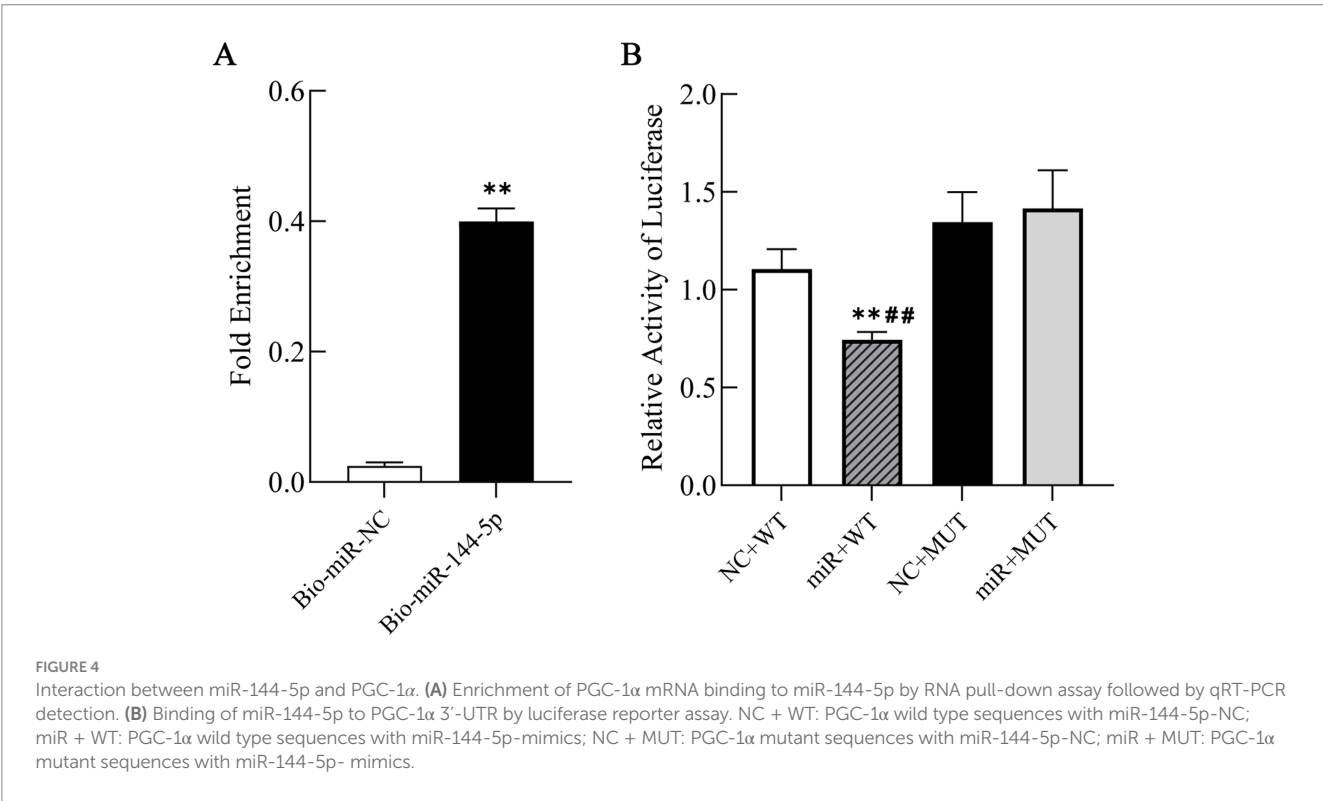 A
Fold Enrichment
0.6
0.4
0.2
0.0
**
Bio-miR-NC
Bio-miR-144-5p
B
Relative Activity of Luciferase
2.0
1.5
1.0
0.5
0.0
**##
NC+WT
miR+WT
NC+MUT
miR+MUT
FIGURE 4
Interaction between miR-144-5p and PGC-1α. (A) Enrichment of PGC-1α mRNA binding to miR-144-5p by RNA pull-down assay followed by qRT-PCR
detection. (B) Binding of miR-144-5p to PGC-1α 3′-UTR by luciferase reporter assay. NC + WT: PGC-1α wild type sequences with miR-144-5p-NC;
miR + WT: PGC-1α wild type sequences with miR-144-5p-mimics; NC + MUT: PGC-1α mutant sequences with miR-144-5p-NC; miR + MUT: PGC-1α
mutant sequences with miR-144-5p- mimics.